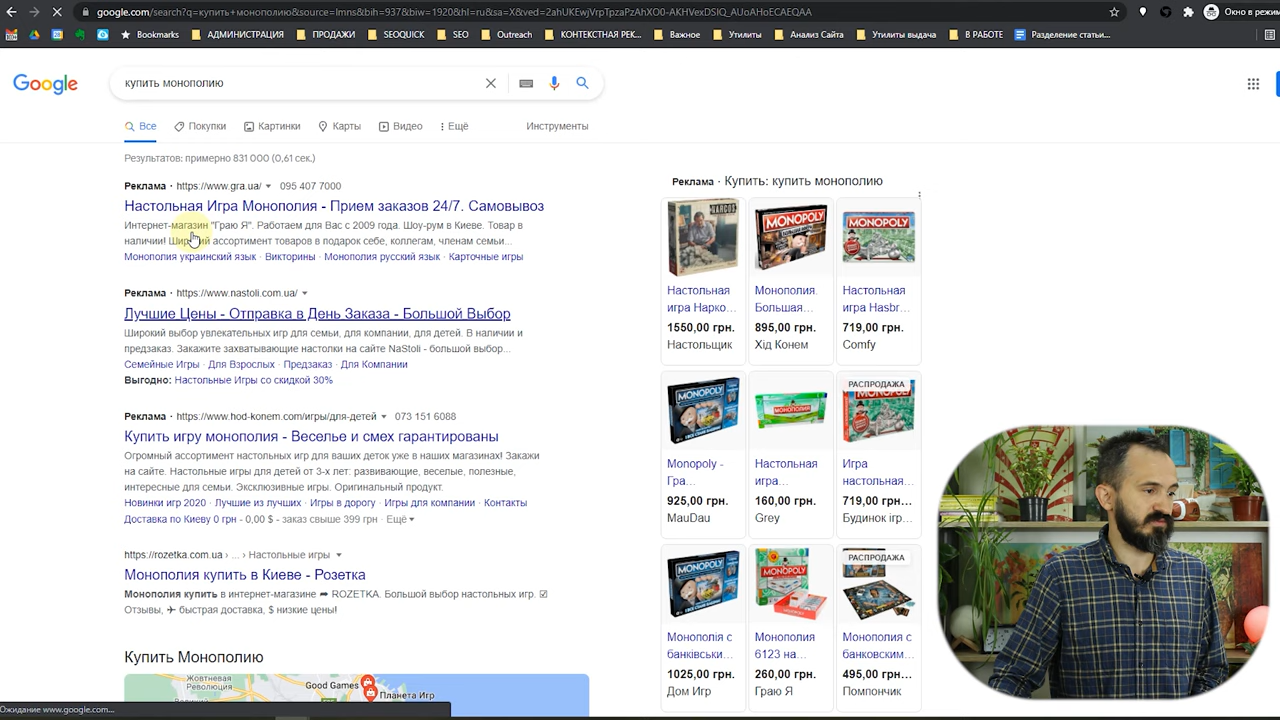 google.com/search?q=купить+монополию&source=lmns&bih=937&biw=1920&hl=ru&sa=X&ved=2ahUKEwjVrpTpzaPzAhXO0-AKHVexDSIQ_AUoAHoECAEQAA
Окно в режим
Bookmarks
АДМИНИСТРАЦИЯ
ПРОДАЖИ
SEOQUICK
SEO
Outreach
КОНТЕКСТНАЯ РЕК...
Важное
Утилиты
Анализ Сайта
Утилиты выдача
В РАБОТЕ
Разделение статьи...
Google
купить монополию
Все
Покупки
Картинки
Карты
Видео
Ещё
Инструменты
Результатов: примерно 831 000 (0,61 сек.)
Реклама · https://www.gra.ua/ 095 407 7000
Настольная Игра Монополия - Прием заказов 24/7. Самовывоз
Интернет-магазин "Граю Я". Работаем для Вас с 2009 года. Шоу-рум в Киеве. Товар в
наличии! Широкий ассортимент товаров в подарок себе, коллегам, членам семьи...
Монополия украинский язык · Викторины · Монополия русский язык · Карточные игры
Реклама · https://www.nastoli.com.ua/
Лучшие Цены - Отправка в День Заказа - Большой Выбор
Широкий выбор увлекательных игр для семьи, для компании, для детей. В наличии и
предзаказ. Закажите захватывающие настолки на сайте NaStoli - большой выбор...
Семейные Игры · Для Взрослых · Предзаказ · Для Компании
Выгодно: Настольные Игры со скидкой 30%
Реклама · https://www.hod-konem.com/игры/для-детей 073 151 6088
Купить игру монополия - Веселье и смех гарантированы
Огромный ассортимент настольных игр для ваших деток уже в наших магазинах! Закажи
на сайте. Настольные игры для детей от 3-х лет: развивающие, веселые, полезные,
интересные для семьи. Эксклюзивные игры. Оригинальный продукт.
Новинки игр 2020 · Лучшие из лучших · Игры в дорогу · Игры для компании · Контакты
Доставка по Киеву 0 грн - 0,00 $ - заказ свыше 399 грн · Ещё
https://rozetka.com.ua › ... › Настольные игры
Монополия купить в Киеве - Розетка
Монополия купить в интернет-магазине ➦ ROZETKA. Большой выбор настольных игр. ☑
Отзывы, ✈ быстрая доставка, $ низкие цены!
Купить Монополию
Жовтневая
Революция
Good Games
Планета Игр
Ожидание www.google.com...
Реклама · Купить: купить монополию
NARCOS
MONOPOLY
MONOPOLY
Настольная
игра Нарко...
1550,00 грн.
Настольщик
Монополия.
Большая...
895,00 грн.
Хід Конем
Настольная
игра Hasbr...
719,00 грн.
Comfy
MONOPOLY
МОНОПОЛИЯ
РАСПРОДАЖА
MONOPOLY
Monopoly -
Гра...
925,00 грн.
MauDau
Настольная
игра...
160,00 грн.
Grey
Игра
настольная...
719,00 грн...
Будинок ігр...
MONOPOLY
MONOPOLY
РАСПРОДАЖА
Монополія с
банківськи...
1025,00 грн.
Дом Игр
Монополия
6123 на...
260,00 грн.
Граю Я
Монополия с
банковским...
495,00 грн...
Помпончик